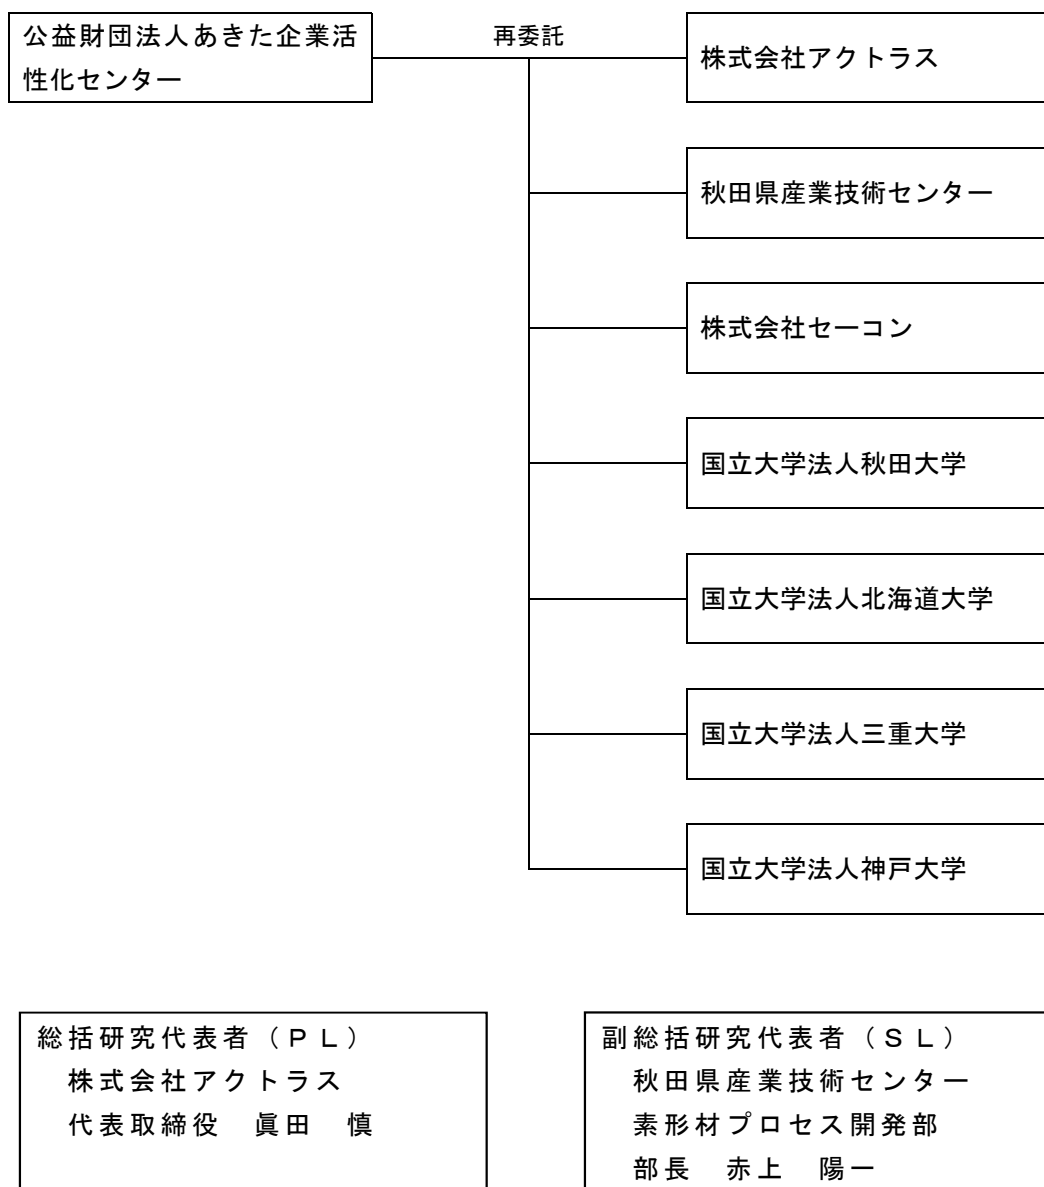 公益財団法人あきた企業活
性化センター
再委託
株式会社アクトラス
秋田県産業技術センター
株式会社セーコン
国立大学法人秋田大学
国立大学法人北海道大学
国立大学法人三重大学
国立大学法人神戸大学
総括研究代表者（ＰＬ）
株式会社アクトラス
代表取締役　眞田　慎
副総括研究代表者（ＳＬ）
秋田県産業技術センター
素形材プロセス開発部
部長　赤上　陽一